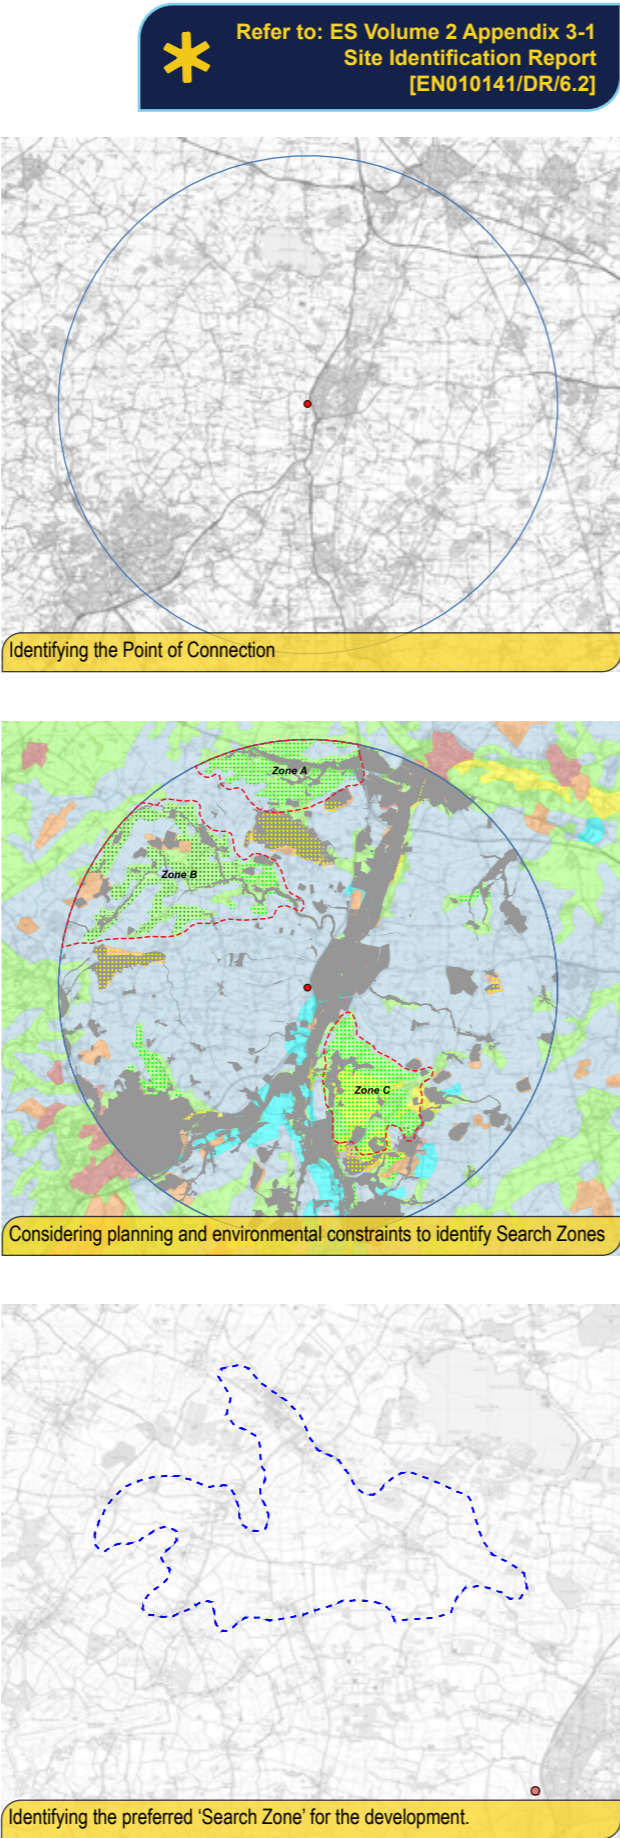 Refer to: ES Volume 2 Appendix 3-1
Site Identification Report
[EN010141/DR/6.2]
Identifying the Point of Connection
Zone A
Zone B
Zone C
Considering planning and environmental constraints to identify Search Zones
Identifying the preferred ‘Search Zone’ for the development.